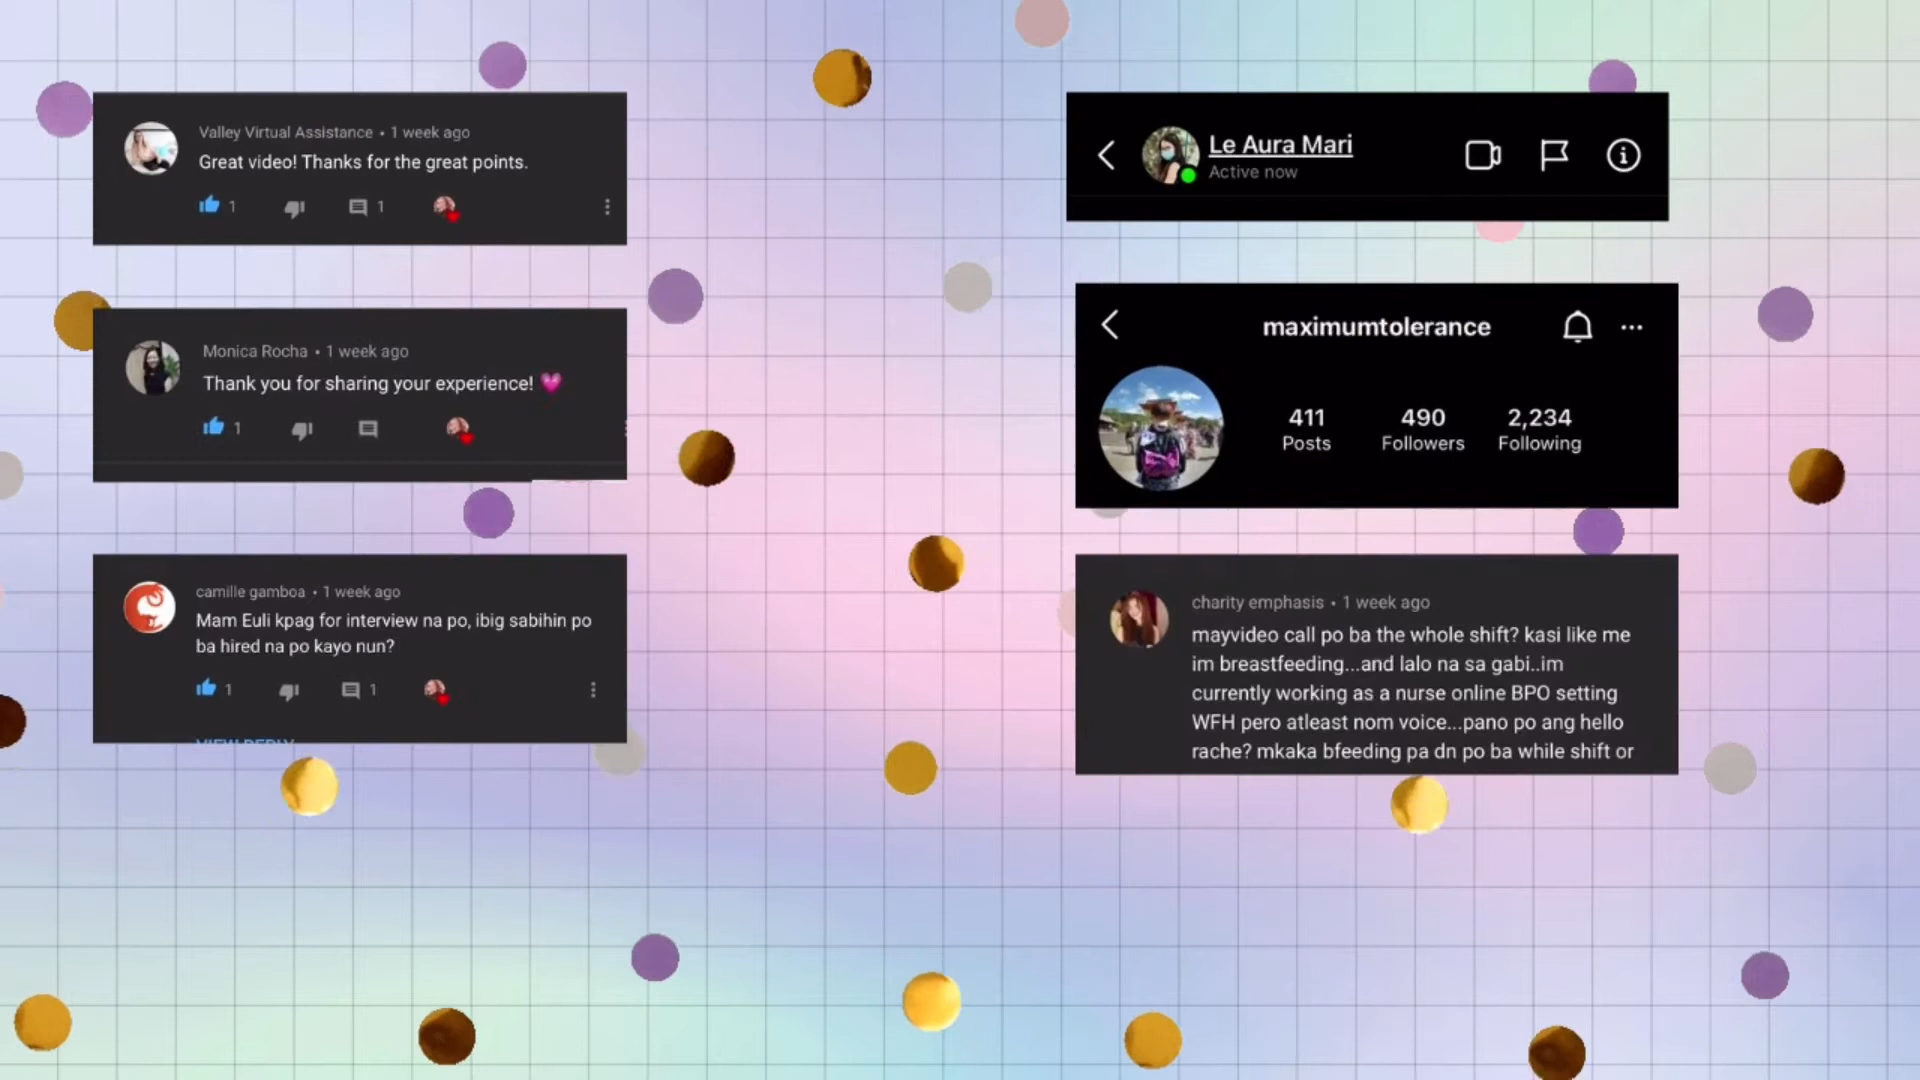 Valley Virtual Assistance • 1 week ago
Great video! Thanks for the great points.
1
1
Monica Rocha • 1 week ago
Thank you for sharing your experience! 💗
1
camille gamboa • 1 week ago
Mam Euli kpag for interview na po, ibig sabihin po
ba hired na po kayo nun?
1
1
VIEW REPLY
Le Aura Mari
Active now
maximumtolerance
411
490
2,234
Posts
Followers
Following
charity emphasis • 1 week ago
mayvideo call po ba the whole shift? kasi like me
im breastfeeding...and lalo na sa gabi..im
currently working as a nurse online BPO setting
WFH pero atleast nom voice...pano po ang hello
rache? mkaka bfeeding pa dn po ba while shift or